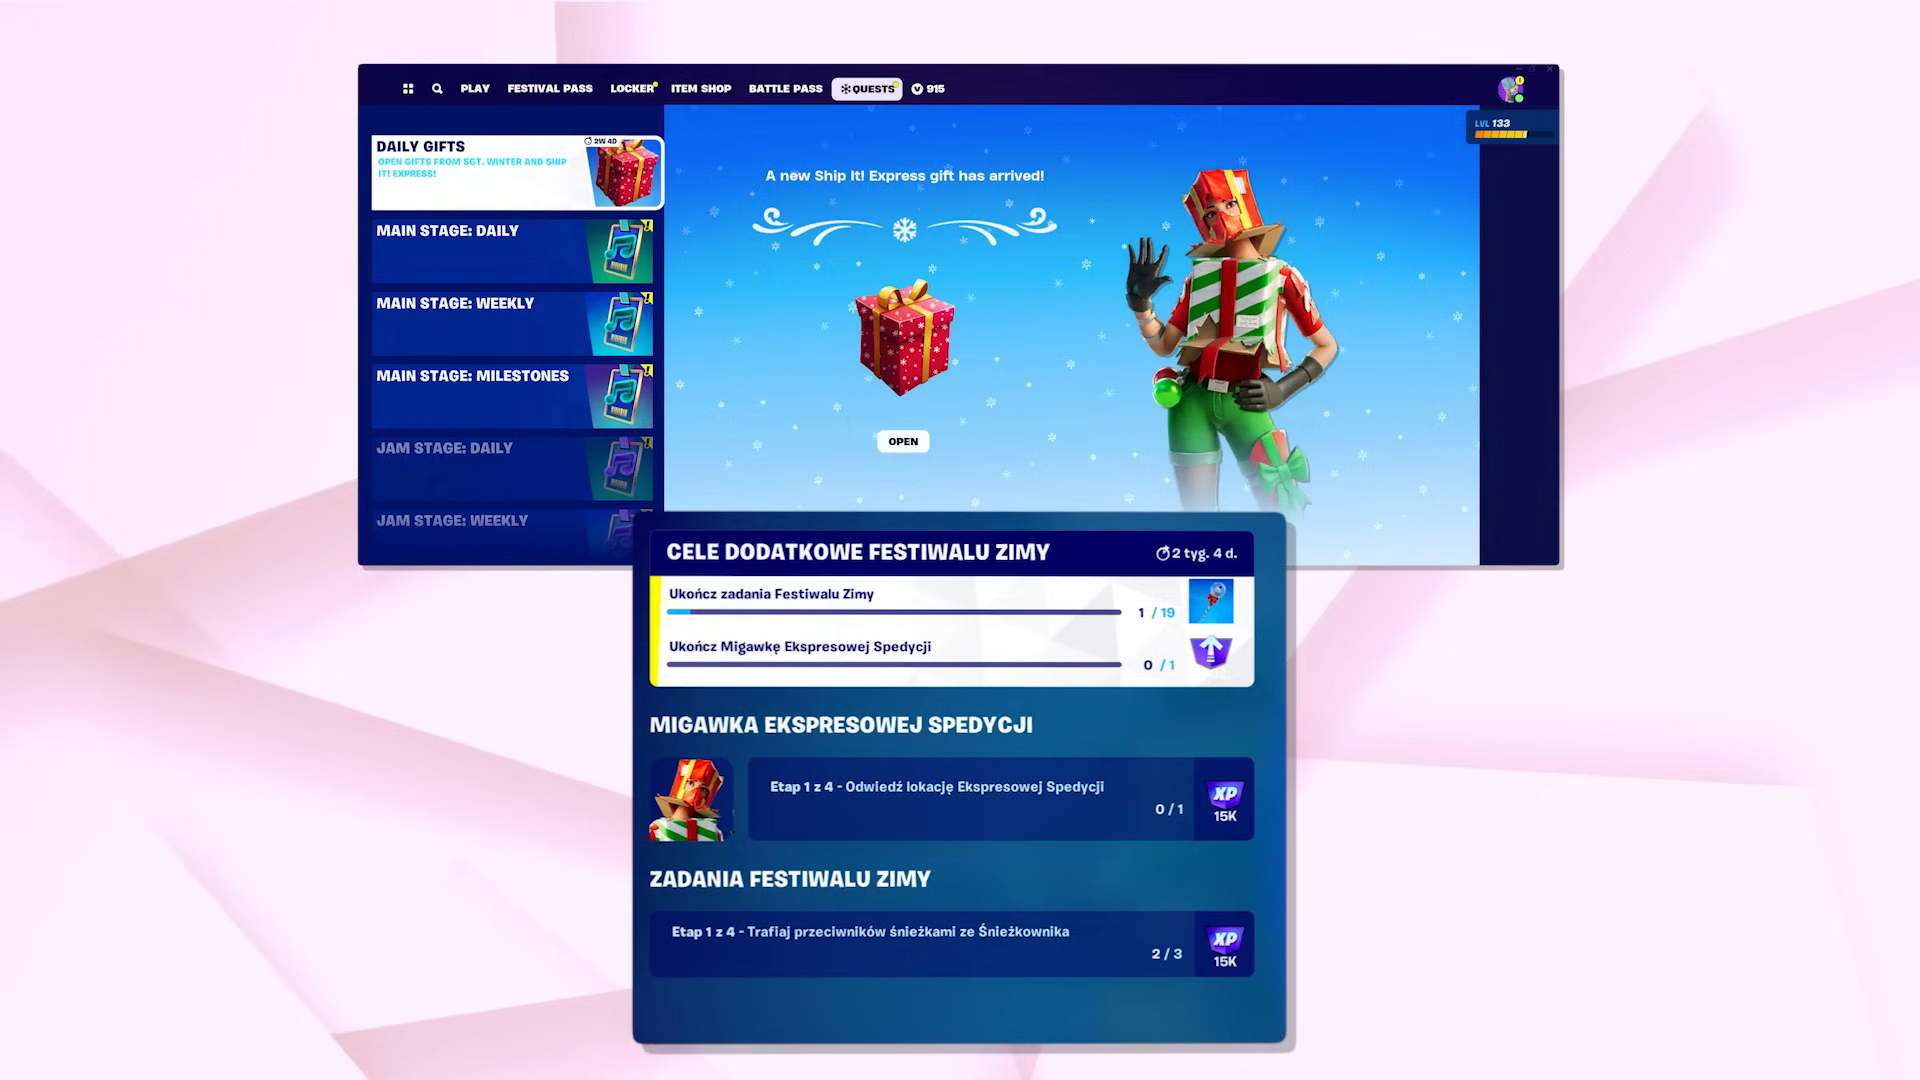 PLAY FESTIVAL PASS LOCKER ITEM SHOP BATTLE PASS QUESTS V 915
LVL 133
DAILY GIFTS
2W 4D
OPEN GIFTS FROM SGT. WINTER AND SHIP
IT! EXPRESS!
MAIN STAGE: DAILY
MAIN STAGE: WEEKLY
MAIN STAGE: MILESTONES
JAM STAGE: DAILY
JAM STAGE: WEEKLY
A new Ship It! Express gift has arrived!
OPEN
CELE DODATKOWE FESTIWALU ZIMY
2 tyg. 4 d.
Ukończ zadania Festiwalu Zimy
1 / 19
Ukończ Migawkę Ekspresowej Spedycji
0 / 1
MIGAWKA EKSPRESOWEJ SPEDYCJI
Etap 1 z 4 - Odwiedź lokację Ekspresowej Spedycji
0 / 1
XP
15K
ZADANIA FESTIWALU ZIMY
Etap 1 z 4 - Trafiaj przeciwników śnieżkami ze Śnieżkownika
2 / 3
XP
15K